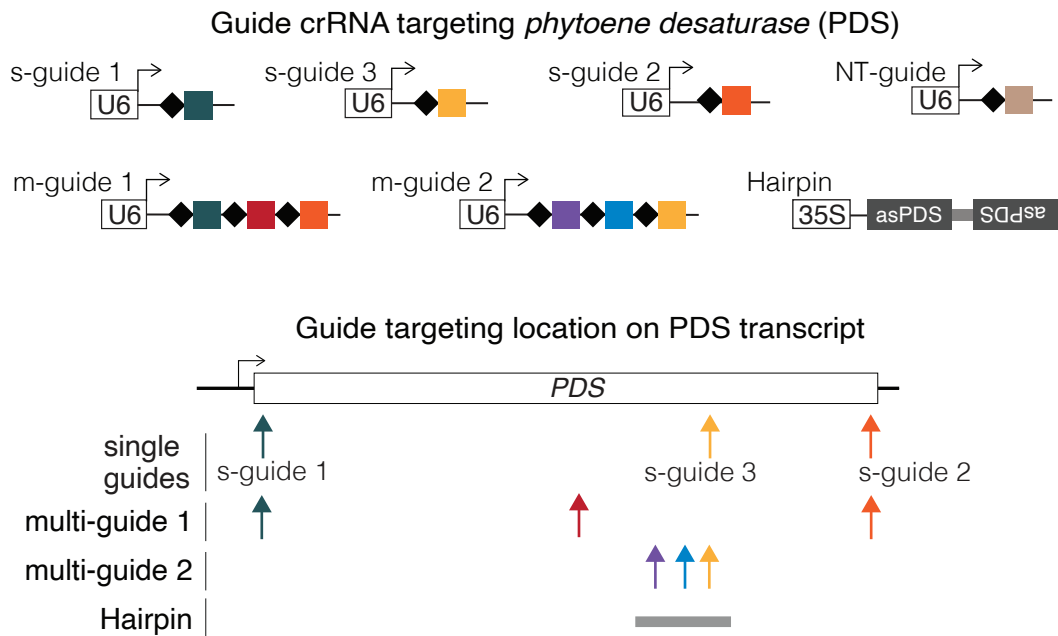 Guide crRNA targeting phytoene desaturase (PDS)
s-guide 1
s-guide 3
s-guide 2
NT-guide
U6
U6
U6
U6
m-guide 1
m-guide 2
Hairpin
U6
U6
35S
asPDS
asPDS
Guide targeting location on PDS transcript
PDS
single
guides
s-guide 1
s-guide 3
s-guide 2
multi-guide 1
multi-guide 2
Hairpin